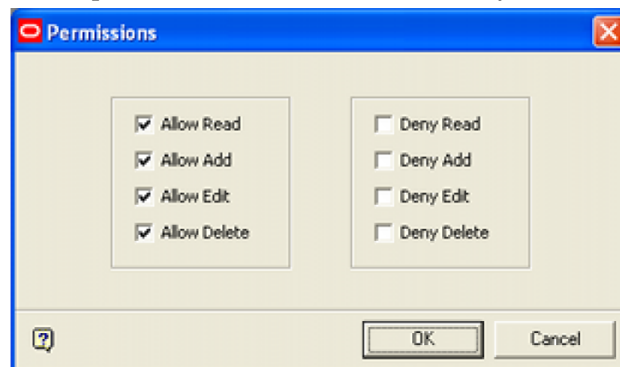 Permissions
Allow Read
Deny Read
Allow Add
Deny Add
Allow Edit
Deny Edit
Allow Delete
Deny Delete
?
OK
Cancel